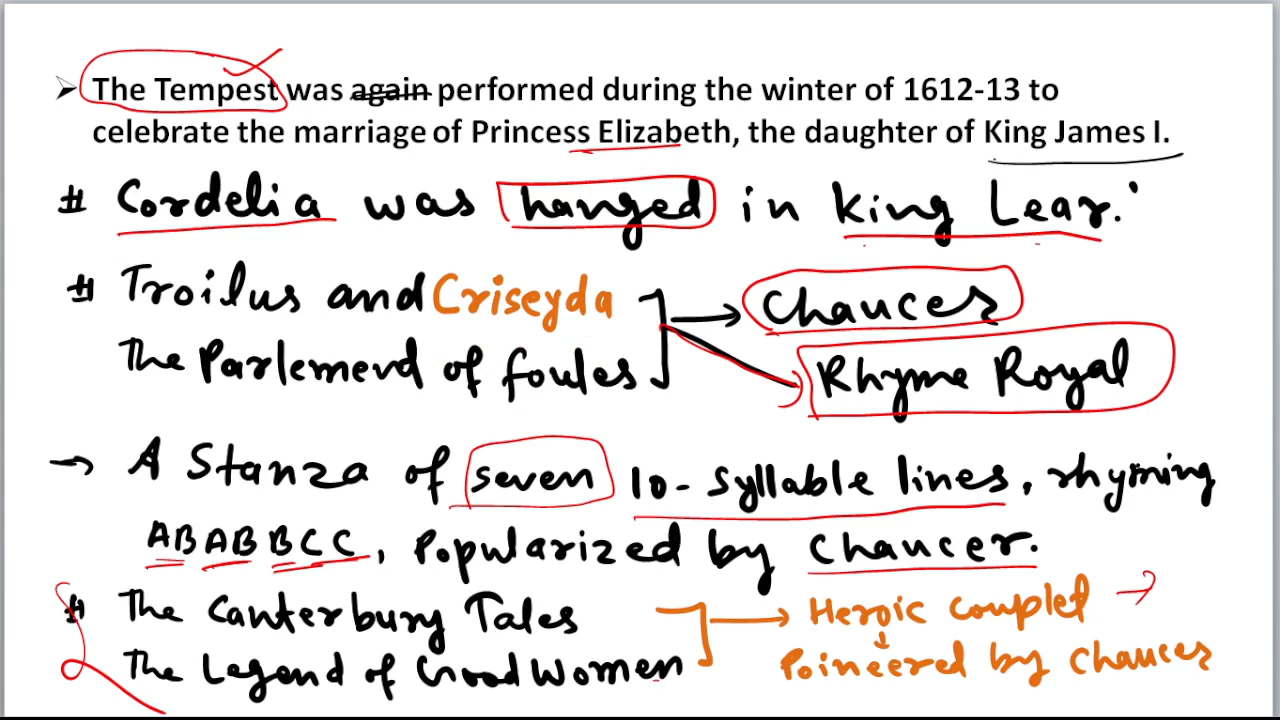 ➢ The Tempest was again performed during the winter of 1612-13 to
celebrate the marriage of Princess Elizabeth, the daughter of King James I.
# Cordelia was hanged in King Lear.
# Troilus and Criseyda → Chaucer
The Parlemend of foules Rhyme Royal
→ A Stanza of seven 10-syllable lines, rhyming
ABABBCC, Popularized by Chaucer.
# The Canterbury Tales → Heroic couplet →
The Legend of Good Women Poineered by Chaucer